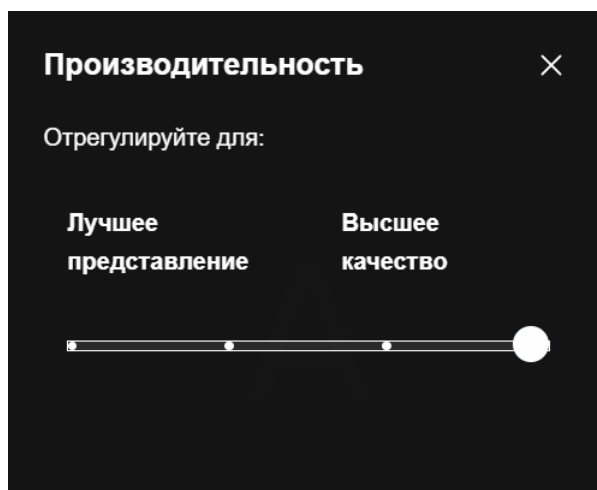 Производительность
Отрегулируйте для:
Лучшее
представление
Высшее
качество